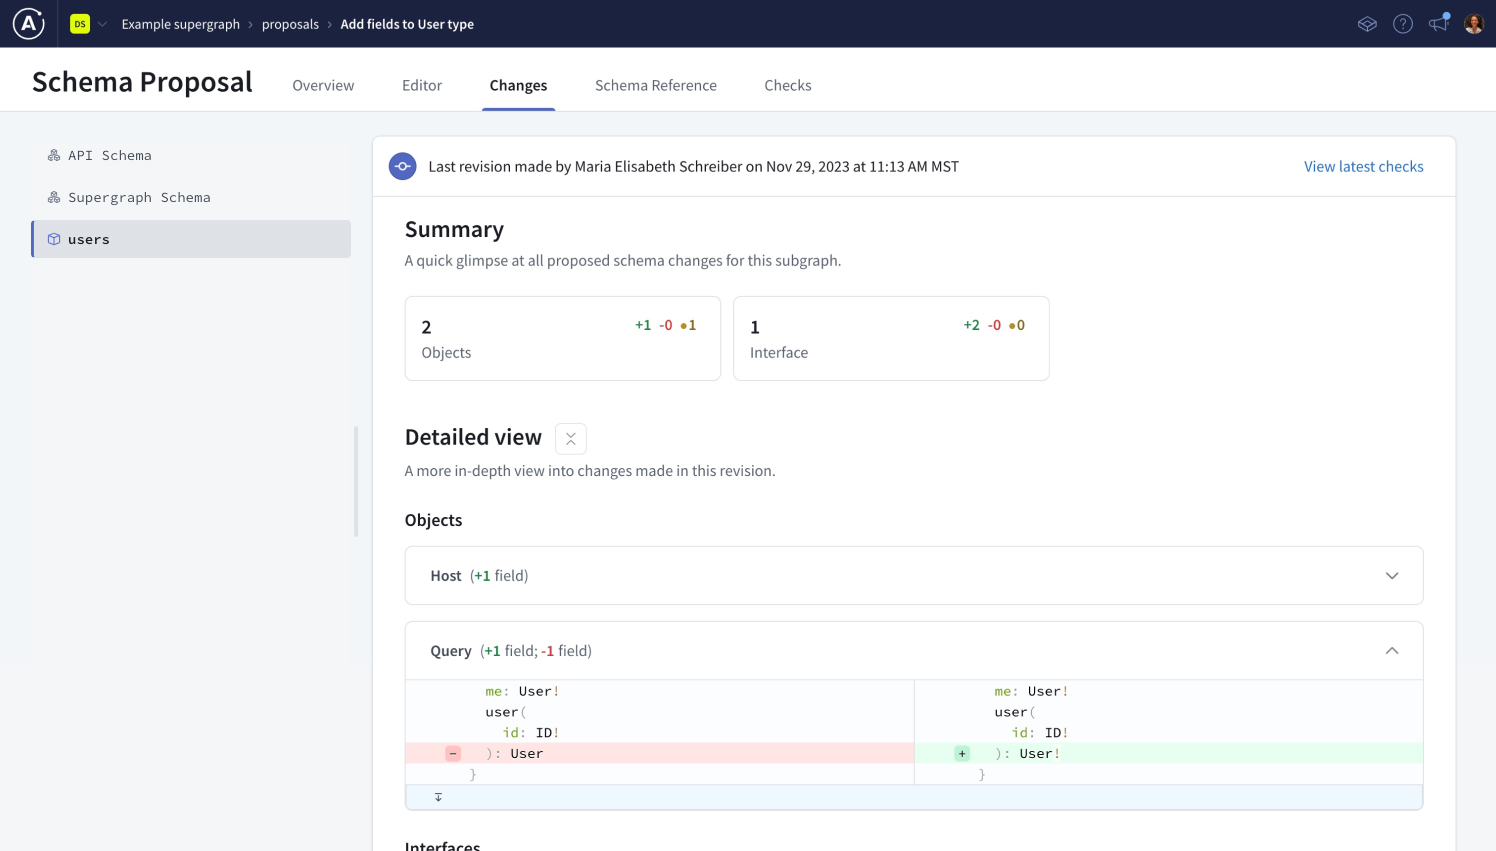 DS Example supergraph › proposals › Add fields to User type
Schema Proposal Overview Editor Changes Schema Reference Checks
API Schema
Supergraph Schema
users
Last revision made by Maria Elisabeth Schreiber on Nov 29, 2023 at 11:13 AM MST View latest checks
Summary
A quick glimpse at all proposed schema changes for this subgraph.
2 +1 -0 •1
Objects
1 +2 -0 •0
Interface
Detailed view
A more in-depth view into changes made in this revision.
Objects
Host (+1 field)
Query (+1 field; -1 field)
me: User!
user(
id: ID!
- ): User
}
me: User!
user(
id: ID!
+ ): User!
}
Interfaces